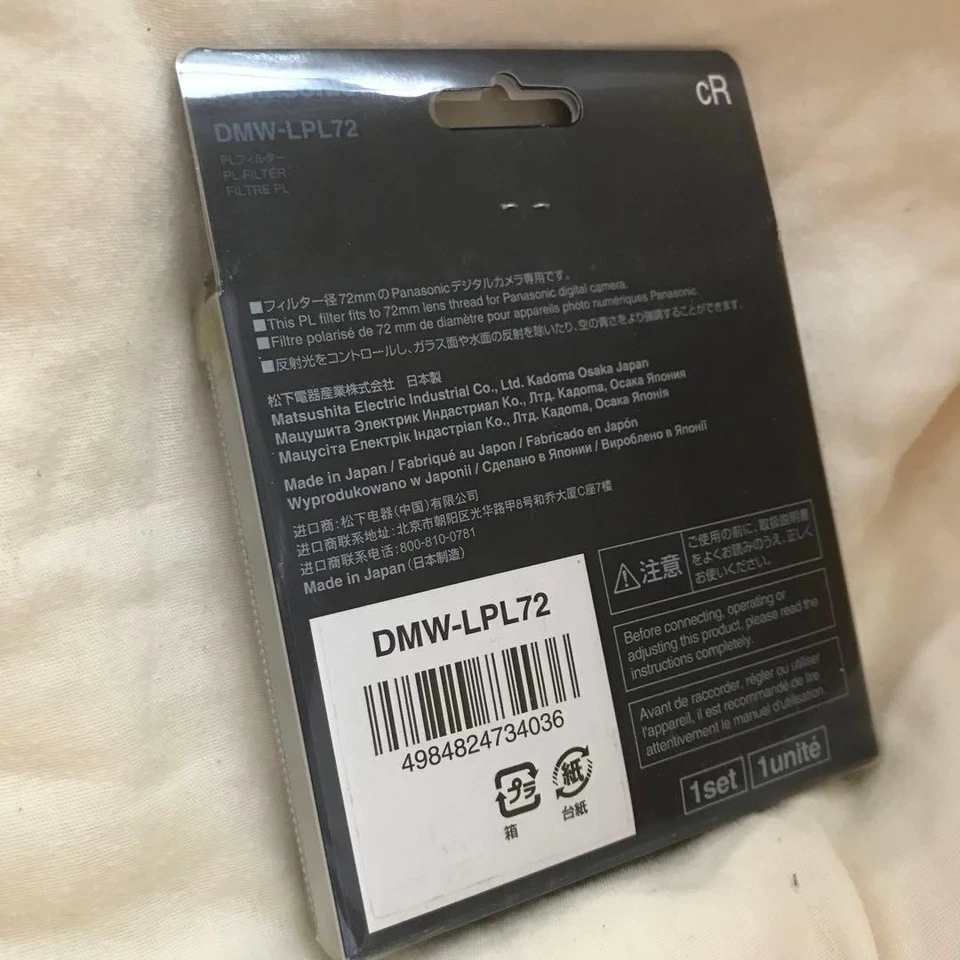 cR
DMW-LPL72
PLフィルター
PL FILTER
FILTRE PL
■フィルター径72mmのPanasonicデジタルカメラ専用です。
■This PL filter fits to 72mm lens thread for Panasonic digital camera.
■Filtre polarisé de 72 mm de diamètre pour appareils photo numériques Panasonic.
■反射光をコントロールし、ガラス面や水面の反射を除いたり、空の青さをより強調することができます。
松下電器産業株式会社 日本製
Matsushita Electric Industrial Co., Ltd. Kadoma Osaka Japan
Мацушита Электрик Индастриал Ко., Лтд. Кадома, Осака Япония
Мацусіта Електрік Індастріал Ко., Лтд. Кадома, Осака Японія
Made in Japan / Fabriqué au Japon / Fabricado en Japón
Wyprodukowano w Japonii / Сделано в Японии / Вироблено в Японії
进口商:松下电器(中国)有限公司
进口商联系地址:北京市朝阳区光华路甲8号和乔大厦C座7楼
进口商联系电话:800-810-0781
Made in Japan(日本制造)
注意
ご使用の前に、取扱説明書
をよくお読みのうえ、正しく
お使いください。
Before connecting, operating or
adjusting this product, please read the
instructions completely.
Avant de raccorder, régler ou utiliser
l'appareil, il est recommandé de lire
attentivement le manuel d'utilisation.
1set
1unité
DMW-LPL72
4984824734036
プラ
箱
紙
台紙